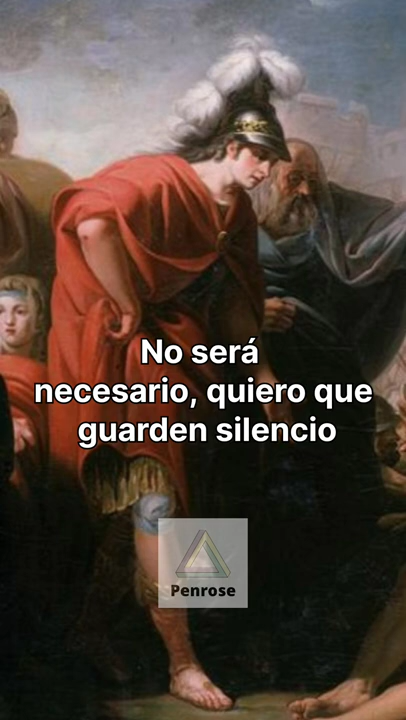 No será
necesario, quiero que
guarden silencio
Penrose